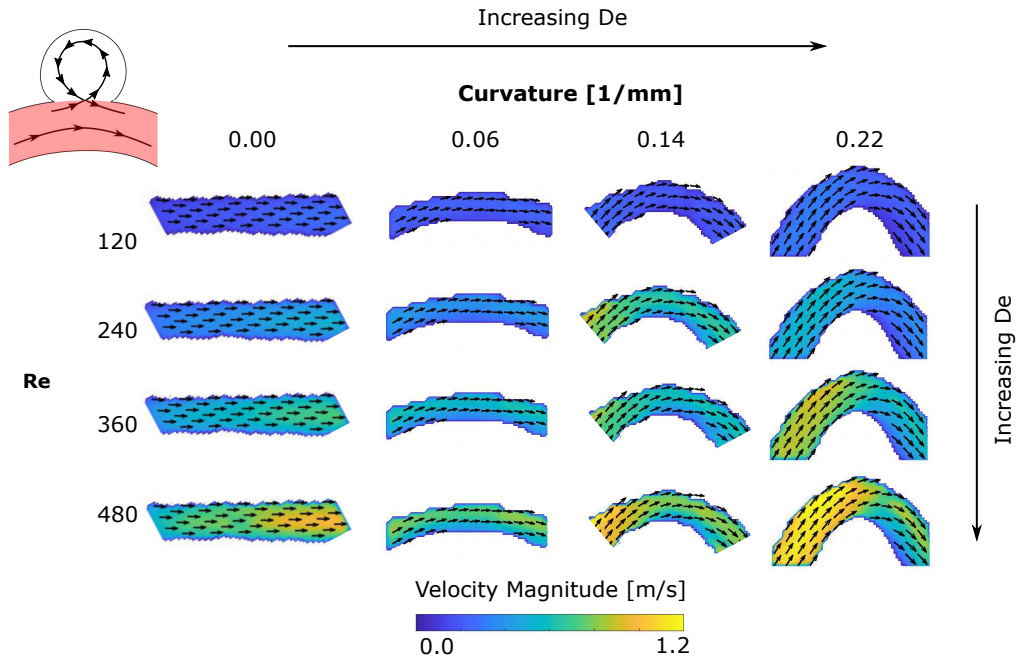 Increasing De
Curvature [1/mm]
0.00 0.06 0.14 0.22
120
240
Re
360
480
Increasing De
Velocity Magnitude [m/s]
0.0 1.2